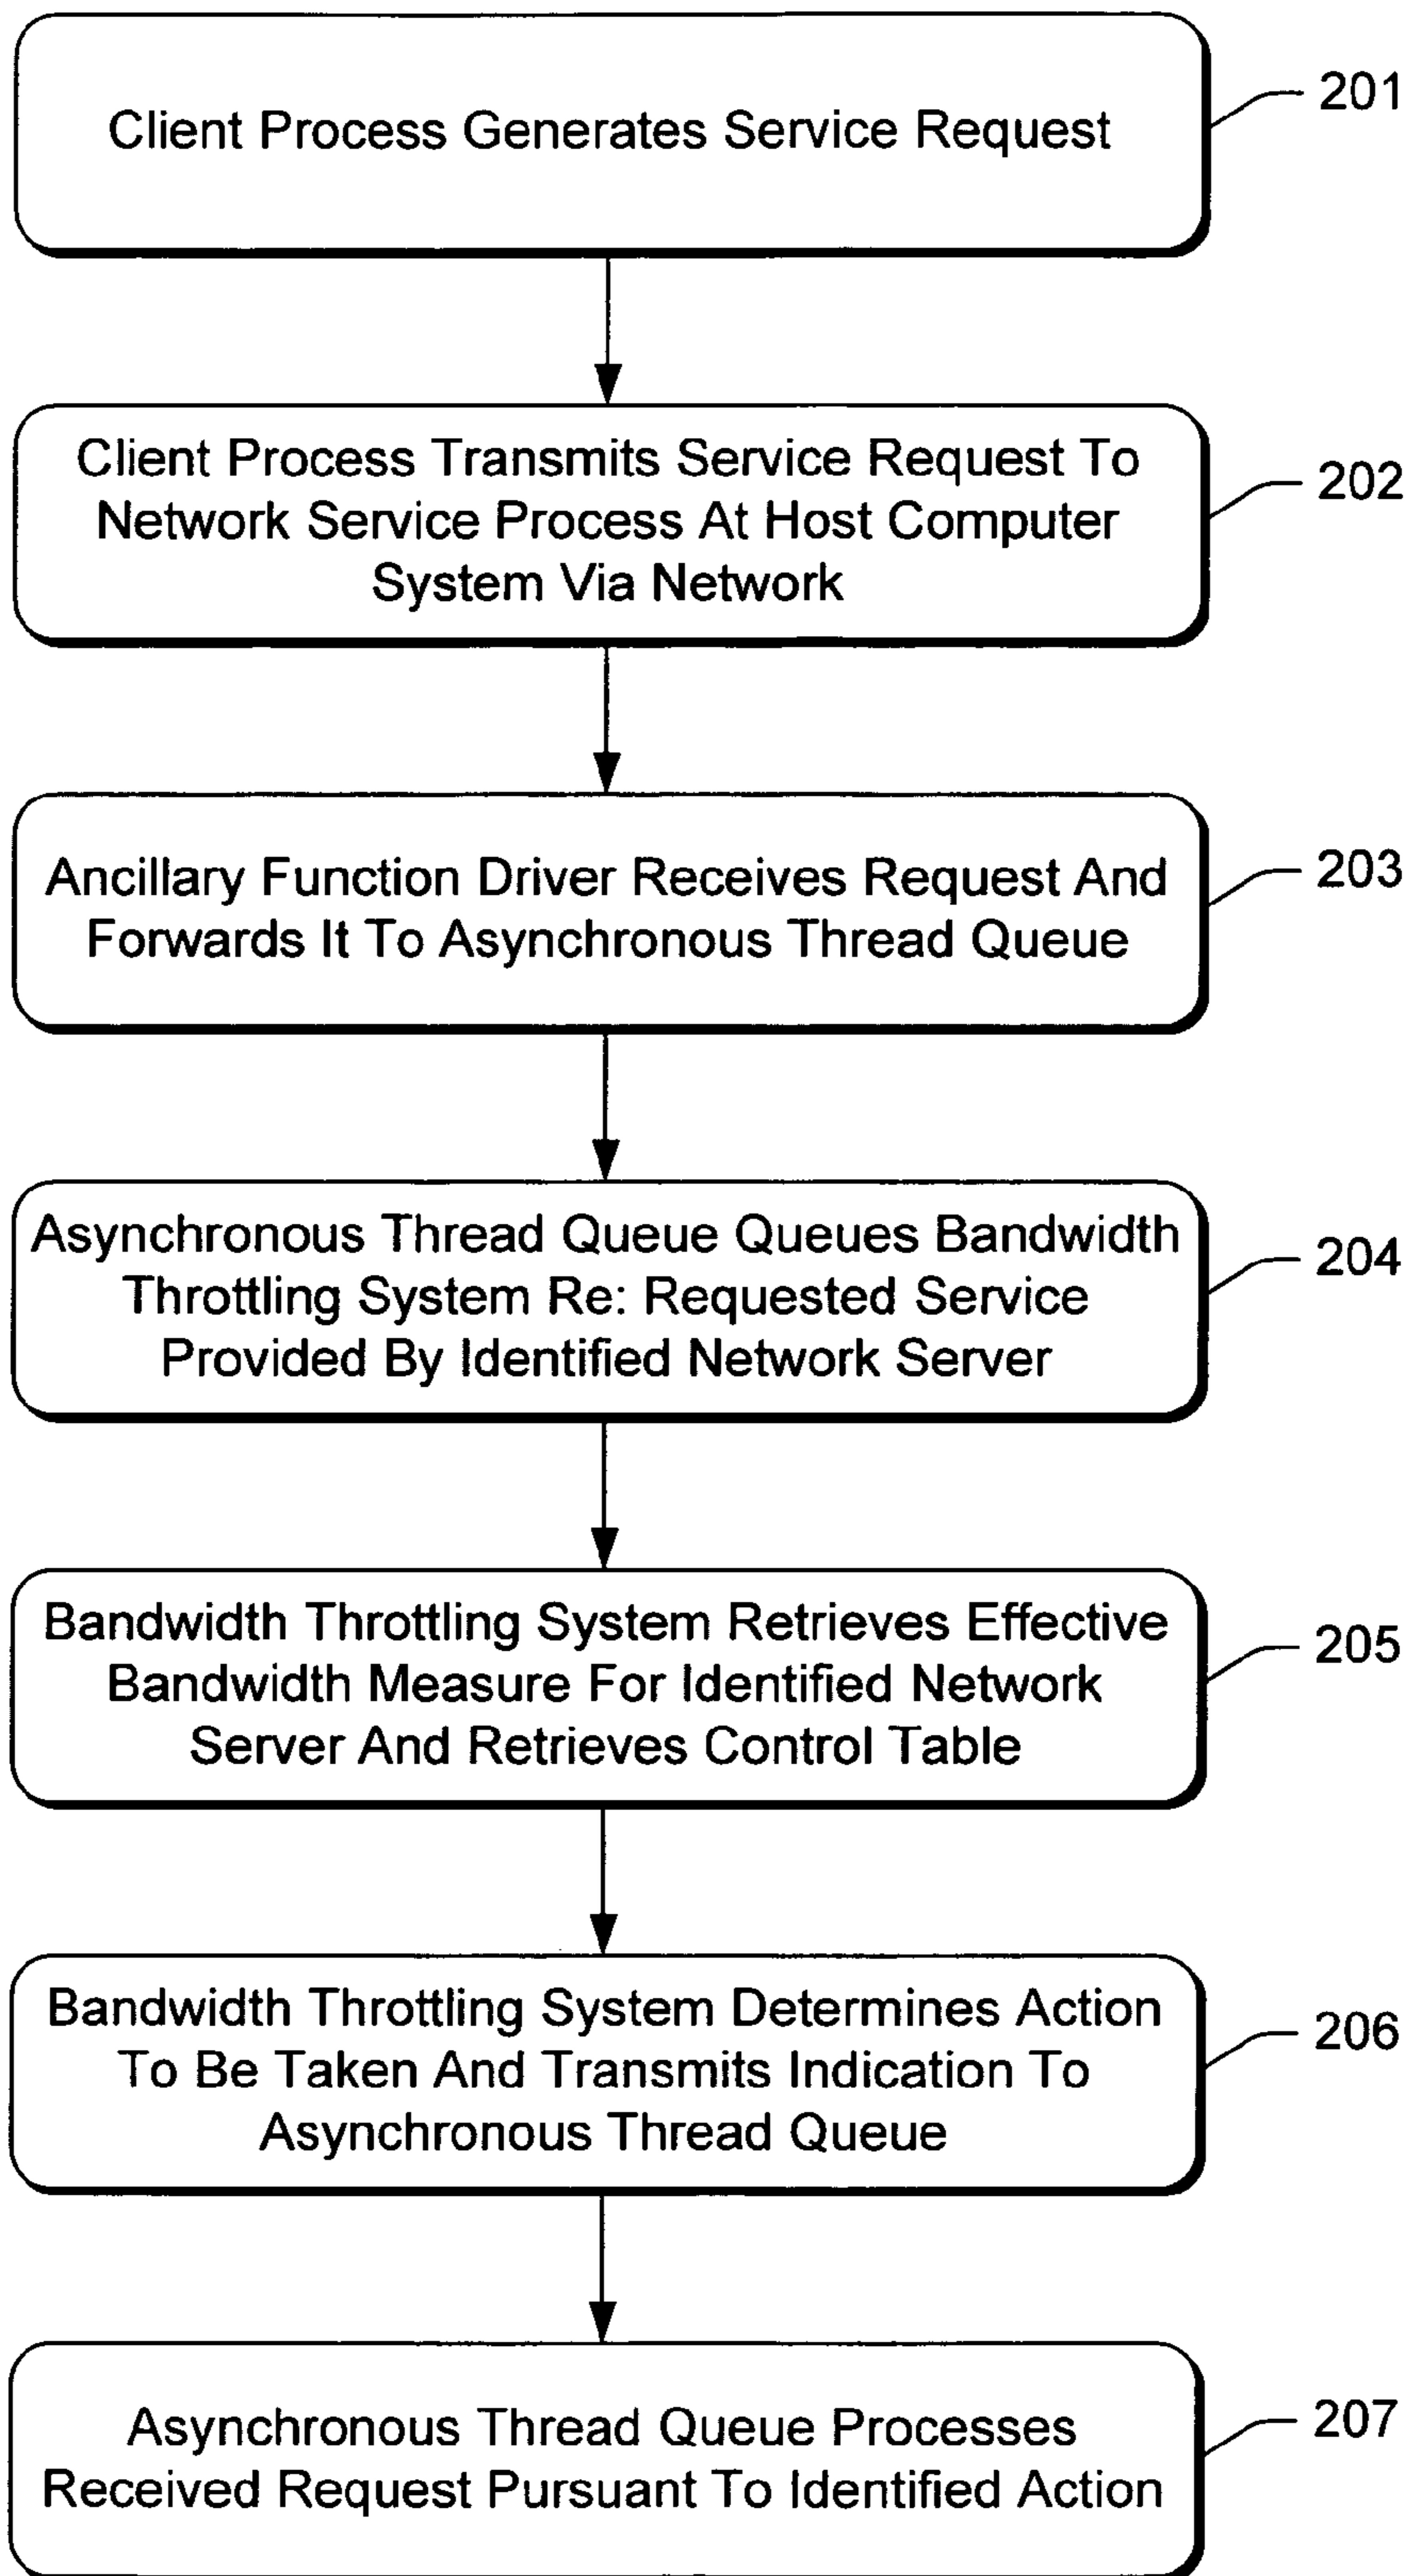 Client Process Generates Service Request
201
Client Process Transmits Service Request To
Network Service Process At Host Computer
System Via Network
202
Ancillary Function Driver Receives Request And
Forwards It To Asynchronous Thread Queue
203
Asynchronous Thread Queue Queues Bandwidth
Throttling System Re: Requested Service
Provided By Identified Network Server
204
Bandwidth Throttling System Retrieves Effective
Bandwidth Measure For Identified Network
Server And Retrieves Control Table
205
Bandwidth Throttling System Determines Action
To Be Taken And Transmits Indication To
Asynchronous Thread Queue
206
Asynchronous Thread Queue Processes
Received Request Pursuant To Identified Action
207